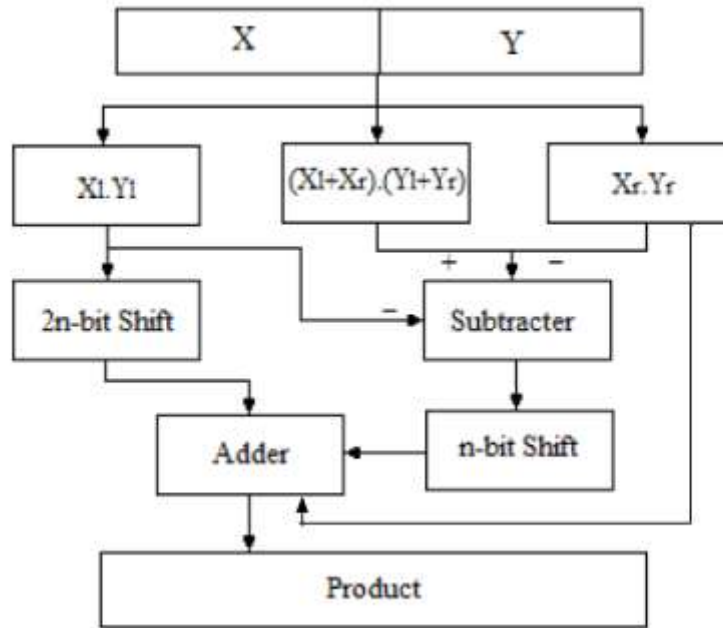 X Y
Xl.Yl
(Xl+Xr).(Yl+Yr)
Xr.Yr
+ −
2n-bit Shift
−
Subtracter
Adder
n-bit Shift
Product